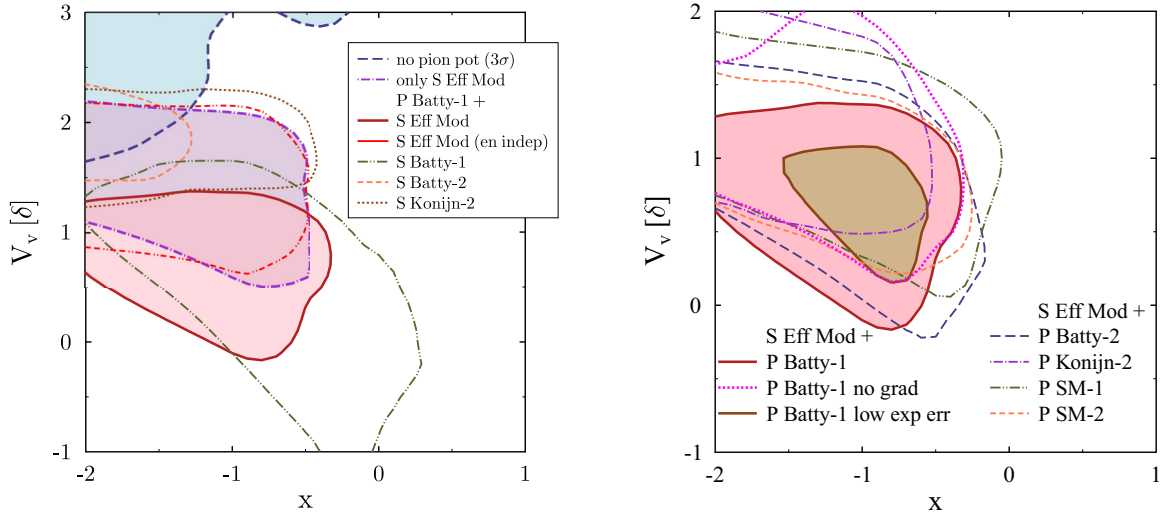 3
2
1
0
-1
-2
-1
0
1
V_v [δ]
x
no pion pot (3σ)
only S Eff Mod
P Batty-1 +
S Eff Mod
S Eff Mod (en indep)
S Batty-1
S Batty-2
S Konijn-2
2
1
0
-1
-2
-1
0
1
V_v [δ]
x
S Eff Mod +
P Batty-1
P Batty-1 no grad
P Batty-1 low exp err
S Eff Mod +
P Batty-2
P Konijn-2
P SM-1
P SM-2